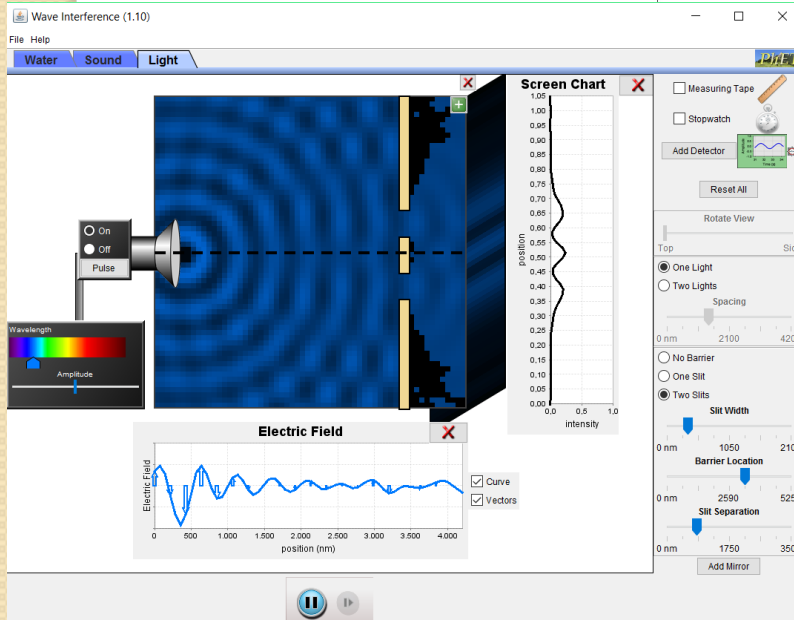 Wave Interference (1.10)
File Help
Water Sound Light
PhET
Screen Chart
1,05
1,00
0,95
0,90
0,85
0,80
0,75
0,70
0,65
0,60
0,55
0,50
0,45
0,40
0,35
0,30
0,25
0,20
0,15
0,10
0,05
0,00
position
0,0 0,5 1,0
intensity
On
Off
Pulse
Wavelength
Amplitude
Electric Field
Electric Field
0 500 1.000 1.500 2.000 2.500 3.000 3.500 4.000
position (nm)
Curve
Vectors
Measuring Tape
Stopwatch
Add Detector
Reset All
Rotate View
Top Sid
One Light
Two Lights
Spacing
0 nm 2100 420
No Barrier
One Slit
Two Slits
Slit Width
0 nm 1050 210
Barrier Location
0 nm 2590 525
Slit Separation
0 nm 1750 350
Add Mirror